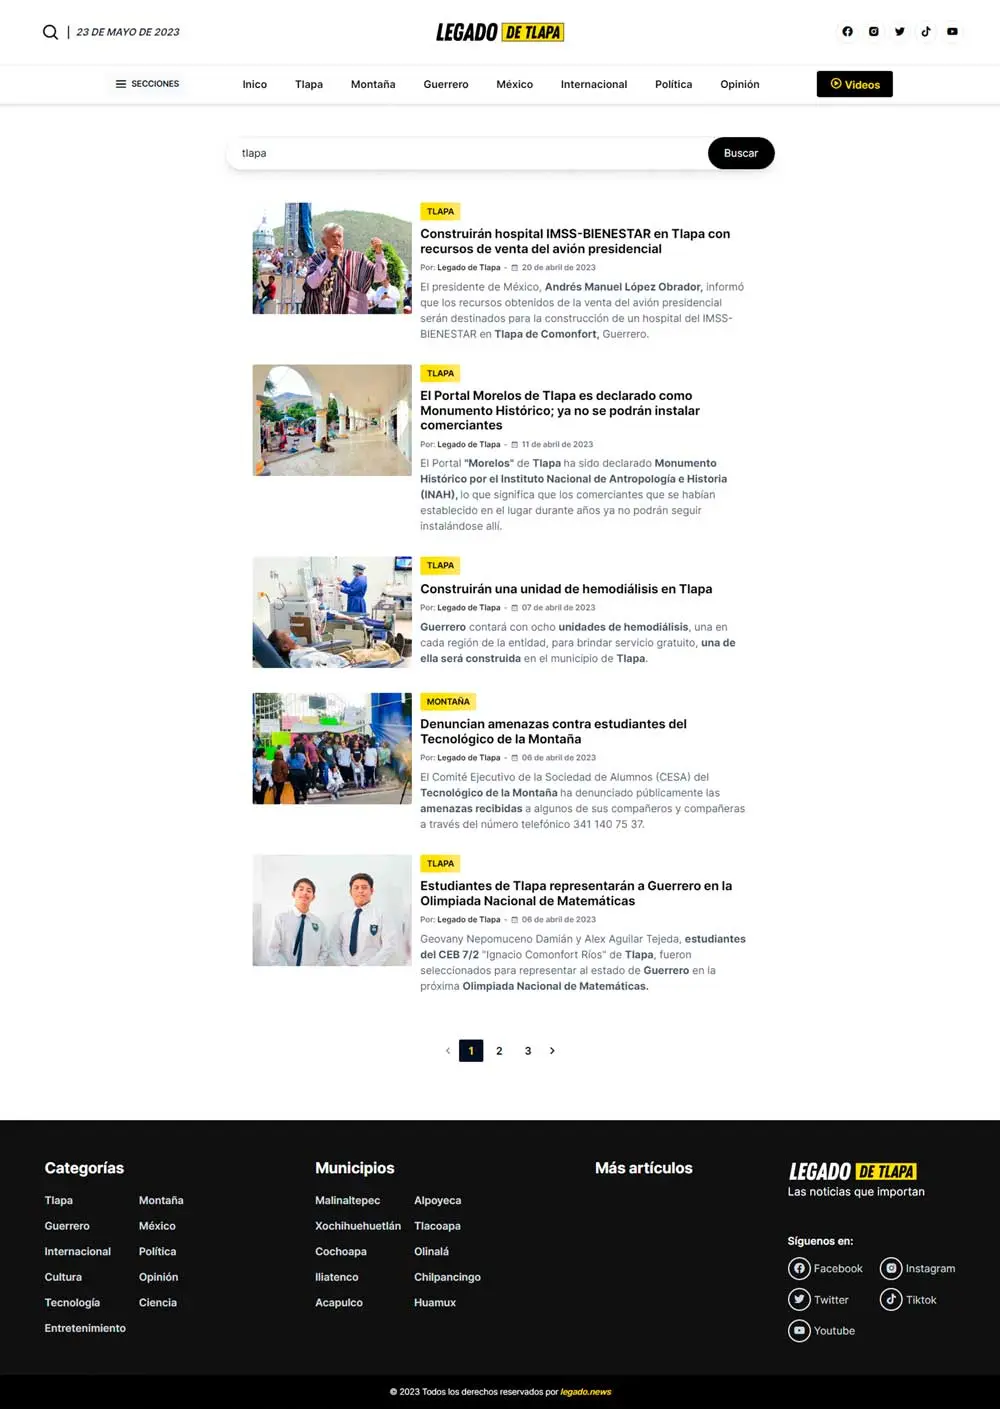 | 23 DE MAYO DE 2023
LEGADO DE TLAPA
SECCIONES
Inico
Tlapa
Montaña
Guerrero
México
Internacional
Política
Opinión
Videos
tlapa
Buscar
TLAPA
Construirán hospital IMSS-BIENESTAR en Tlapa con
recursos de venta del avión presidencial
Por: Legado de Tlapa - 20 de abril de 2023
El presidente de México, Andrés Manuel López Obrador, informó
que los recursos obtenidos de la venta del avión presidencial
serán destinados para la construcción de un hospital del IMSS-
BIENESTAR en Tlapa de Comonfort, Guerrero.
TLAPA
El Portal Morelos de Tlapa es declarado como
Monumento Histórico; ya no se podrán instalar
comerciantes
Por: Legado de Tlapa - 11 de abril de 2023
El Portal "Morelos" de Tlapa ha sido declarado Monumento
Histórico por el Instituto Nacional de Antropología e Historia
(INAH), lo que significa que los comerciantes que se habían
establecido en el lugar durante años ya no podrán seguir
instalándose allí.
TLAPA
Construirán una unidad de hemodiálisis en Tlapa
Por: Legado de Tlapa - 07 de abril de 2023
Guerrero contará con ocho unidades de hemodiálisis, una en
cada región de la entidad, para brindar servicio gratuito, una de
ella será construida en el municipio de Tlapa.
MONTAÑA
Denuncian amenazas contra estudiantes del
Tecnológico de la Montaña
Por: Legado de Tlapa - 06 de abril de 2023
El Comité Ejecutivo de la Sociedad de Alumnos (CESA) del
Tecnológico de la Montaña ha denunciado públicamente las
amenazas recibidas a algunos de sus compañeros y compañeras
a través del número telefónico 341 140 75 37.
TLAPA
Estudiantes de Tlapa representarán a Guerrero en la
Olimpiada Nacional de Matemáticas
Por: Legado de Tlapa - 06 de abril de 2023
Geovany Nepomuceno Damián y Alex Aguilar Tejeda, estudiantes
del CEB 7/2 "Ignacio Comonfort Ríos" de Tlapa, fueron
seleccionados para representar al estado de Guerrero en la
próxima Olimpiada Nacional de Matemáticas.
‹ 1 2 3 ›
Categorías
Tlapa
Montaña
Guerrero
México
Internacional
Política
Cultura
Opinión
Tecnología
Ciencia
Entretenimiento
Municipios
Malinaltepec
Alpoyeca
Xochihuehuetlán
Tlacoapa
Cochoapa
Olinalá
Iliatenco
Chilpancingo
Acapulco
Huamux
Más artículos
LEGADO DE TLAPA
Las noticias que importan
Síguenos en:
Facebook
Instagram
Twitter
Tiktok
Youtube
© 2023 Todos los derechos reservados por legado.news